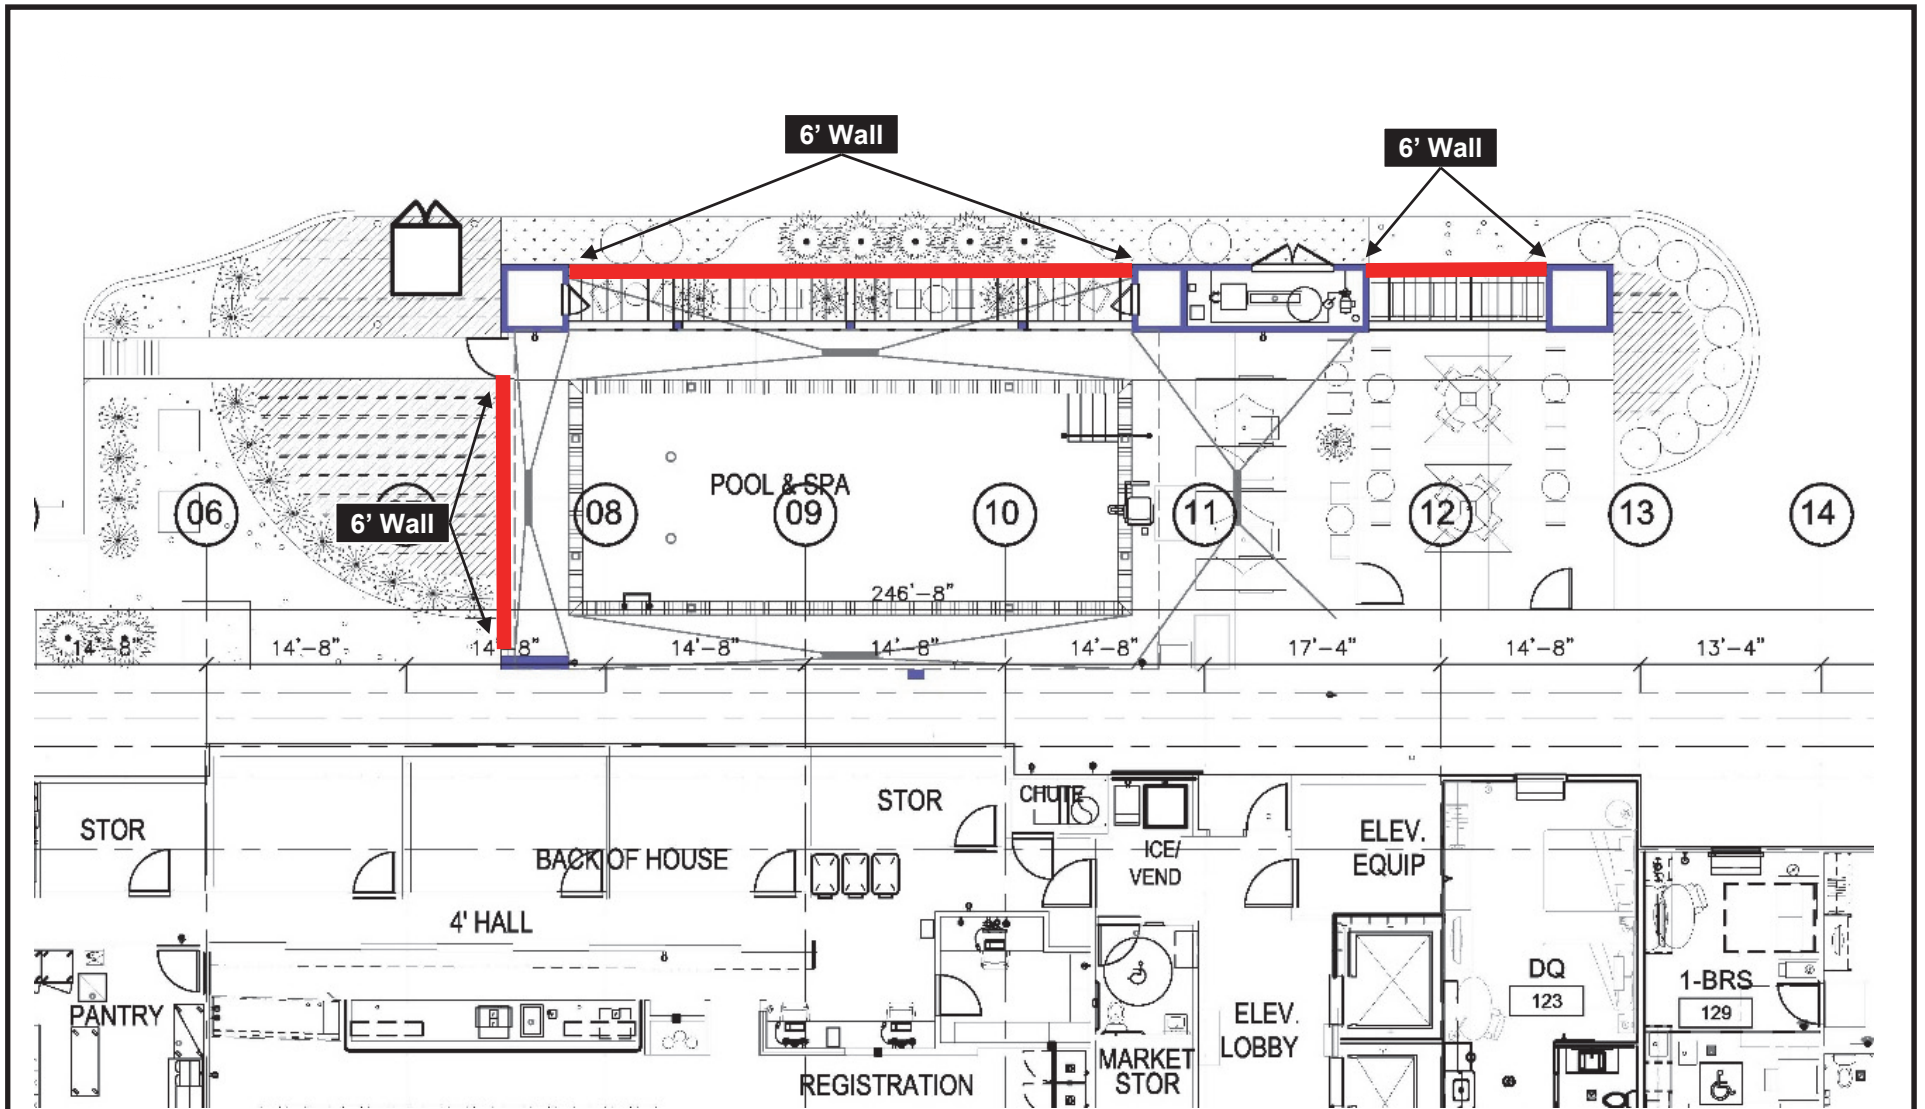 6’ Wall
6’ Wall
POOL & SPA
06
08
09
10
11
12
13
14
6’ Wall
246'-8"
14'-8"
14'-8"
14'-8"
14'-8"
14'-8"
14'-8"
17'-4"
14'-8"
13'-4"
STOR
CHUTE
STOR
ELEV.
EQUIP
ICE/
VEND
BACK OF HOUSE
4' HALL
DQ
123
1-BRS
129
PANTRY
ELEV.
LOBBY
MARKET
STOR
REGISTRATION